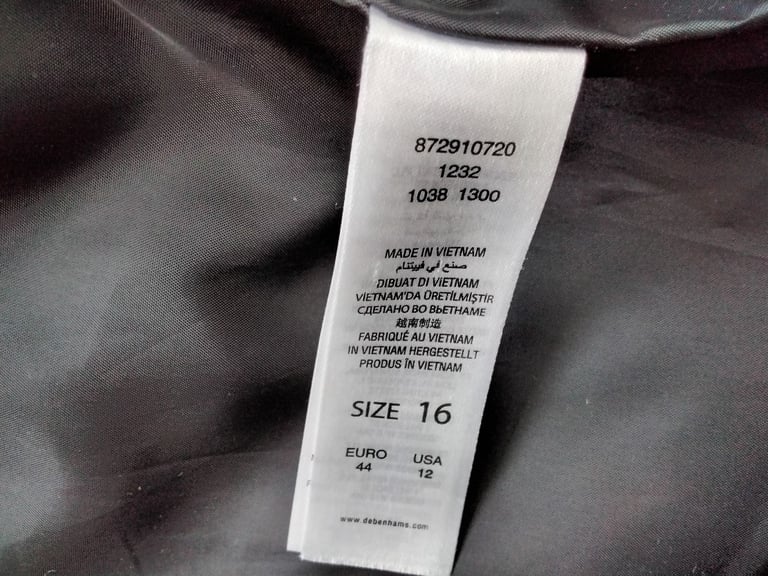 872910720
1232
1038 1300
MADE IN VIETNAM
صنع في فيتنام
DIBUAT DI VIETNAM
VIETNAM'DA ÜRETİLMİŞTİR
СДЕЛАНО ВО ВЬЕТНАМЕ
越南制造
FABRIQUÉ AU VIETNAM
IN VIETNAM HERGESTELLT
PRODUS ÎN VIETNAM
SIZE 16
EURO USA
44 12
www.debenhams.com